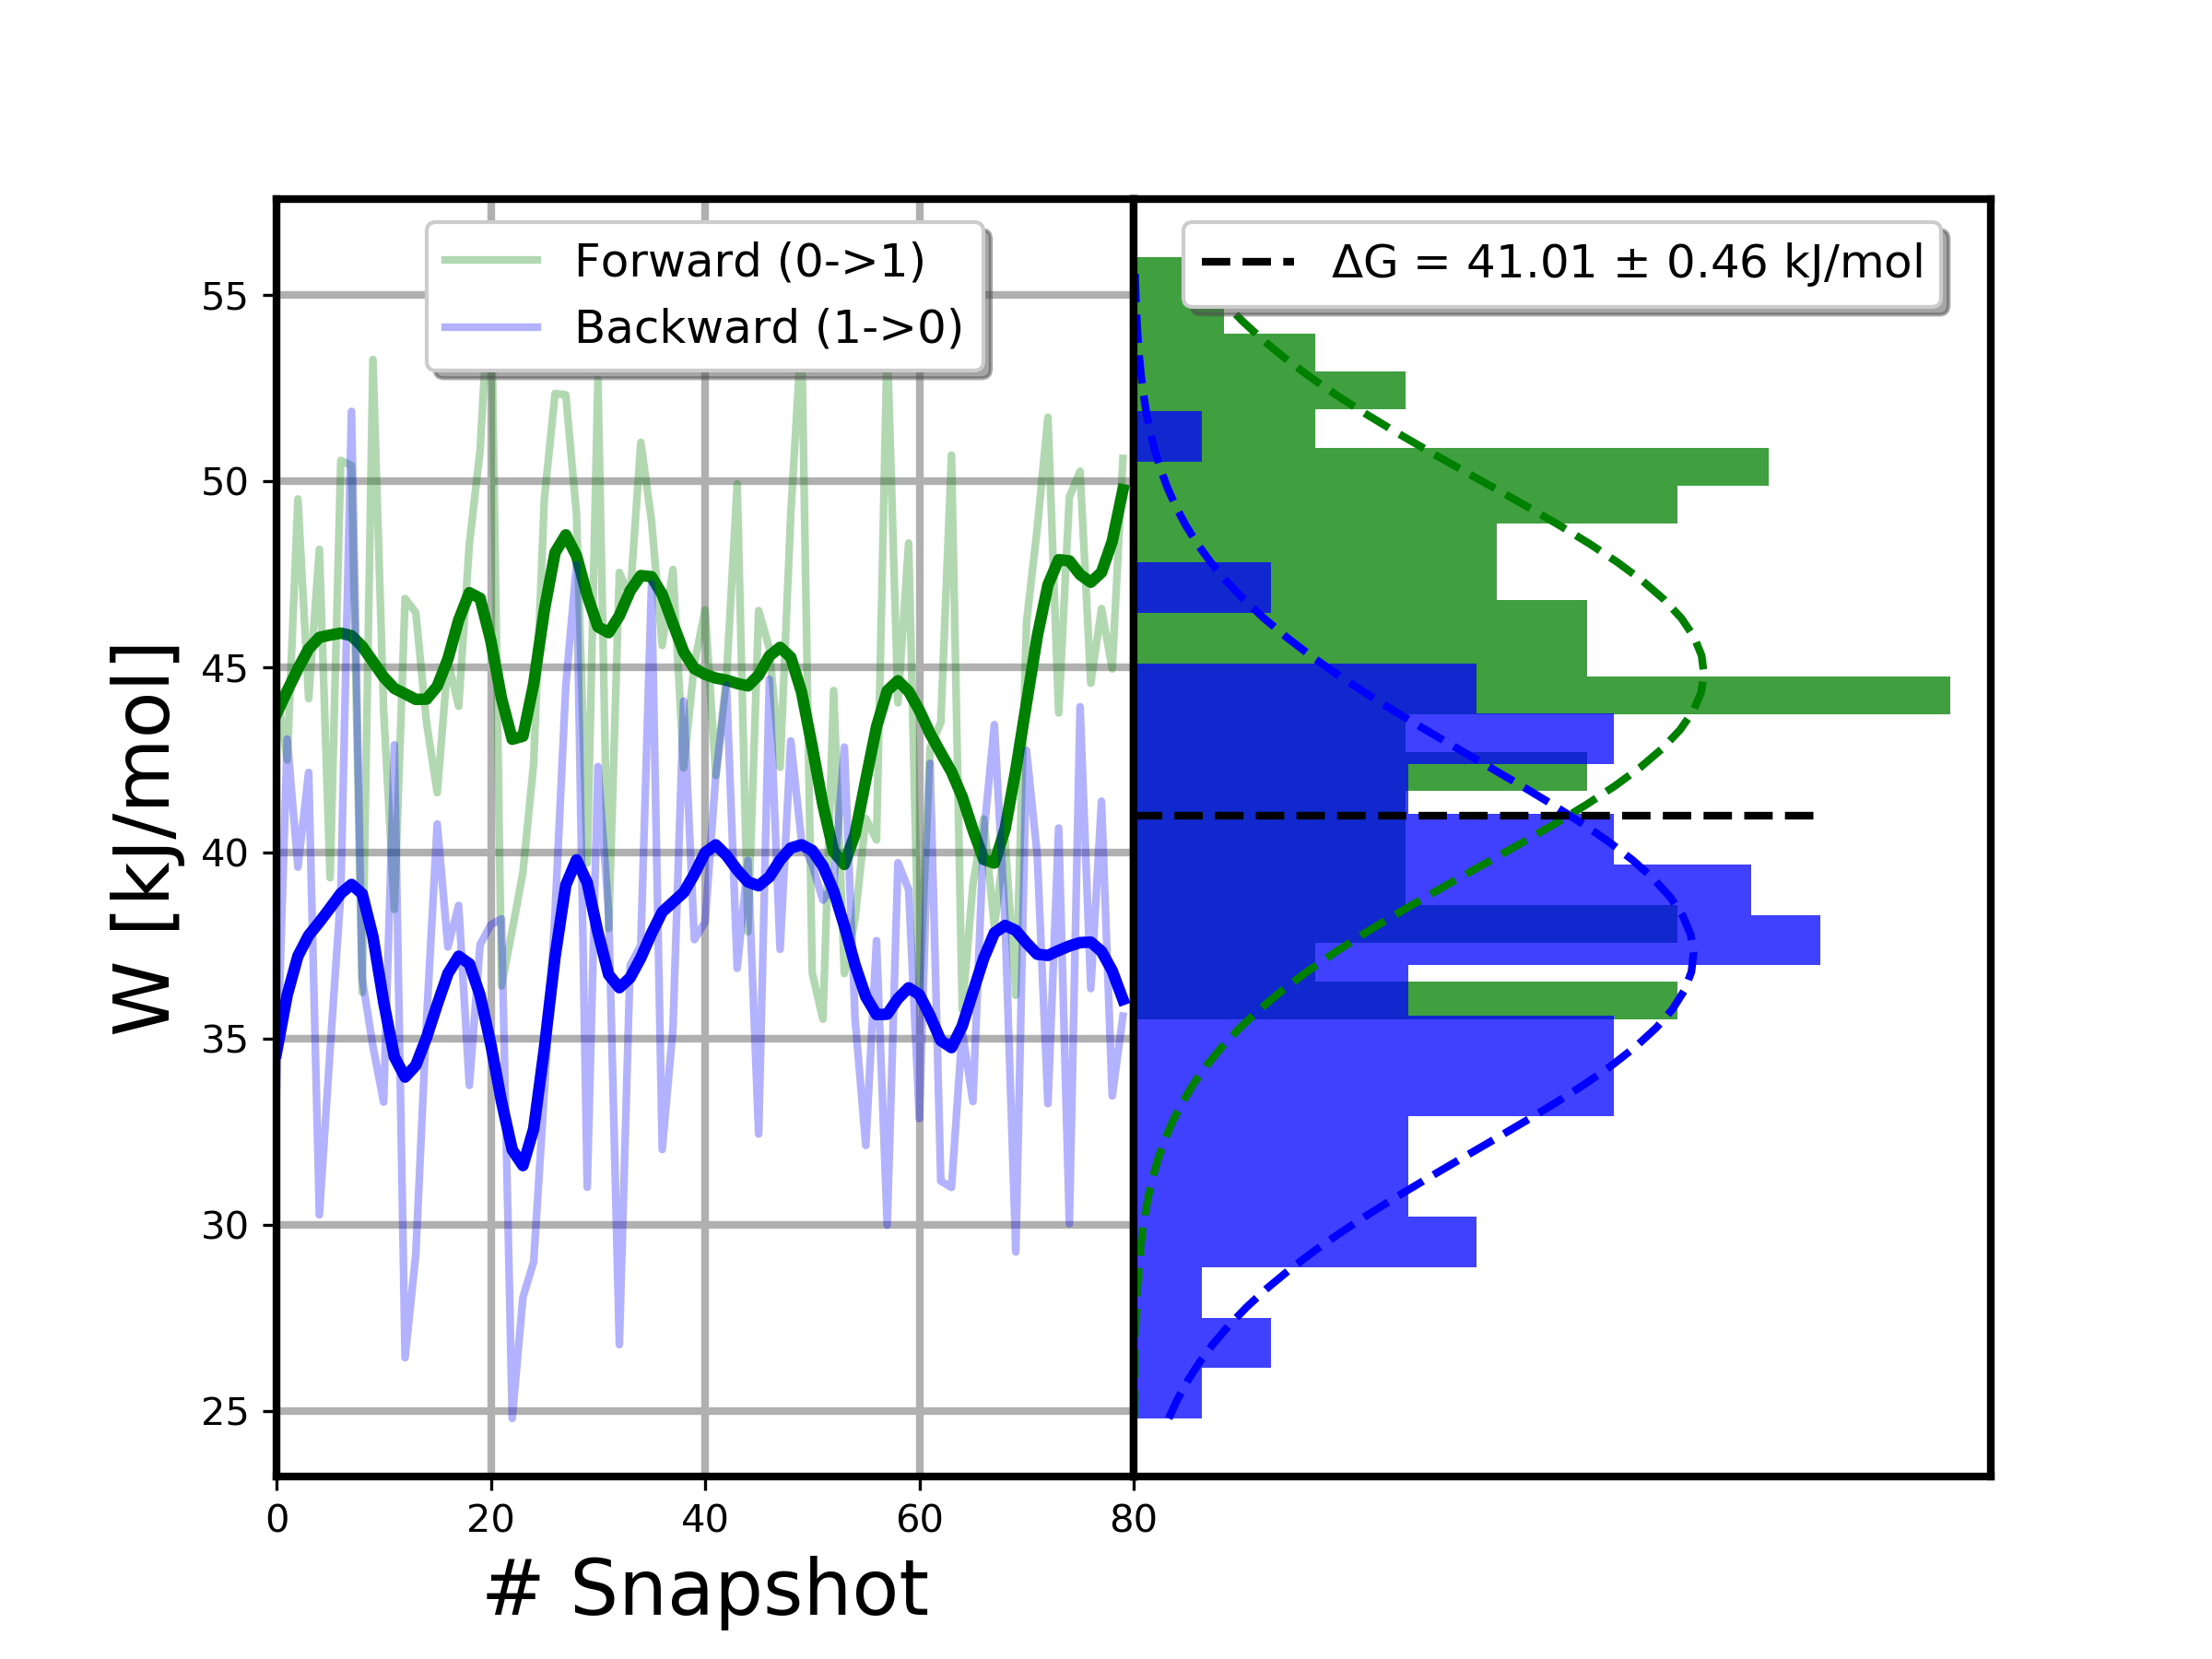 Forward (0->1)
Backward (1->0)
ΔG = 41.01 ± 0.46 kJ/mol
W [kJ/mol]
55
50
45
40
35
30
25
0 20 40 60 80
# Snapshot